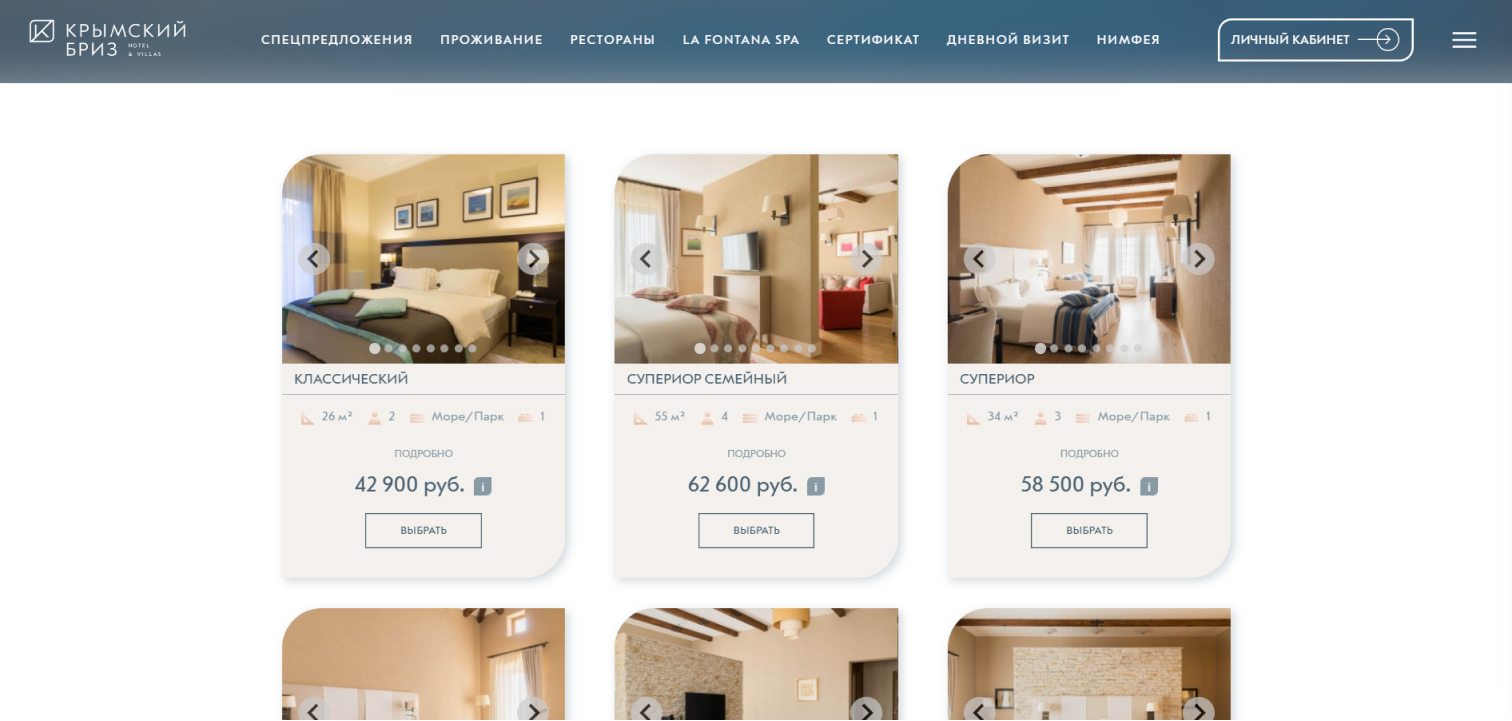 КРЫМСКИЙ
БРИЗ HOTEL & VILLAS
СПЕЦПРЕДЛОЖЕНИЯ ПРОЖИВАНИЕ РЕСТОРАНЫ LA FONTANA SPA СЕРТИФИКАТ ДНЕВНОЙ ВИЗИТ НИМФЕЯ
ЛИЧНЫЙ КАБИНЕТ
КЛАССИЧЕСКИЙ
26 м² 2 Море/Парк 1
ПОДРОБНО
42 900 руб. i
ВЫБРАТЬ
СУПЕРИОР СЕМЕЙНЫЙ
55 м² 4 Море/Парк 1
ПОДРОБНО
62 600 руб. i
ВЫБРАТЬ
СУПЕРИОР
34 м² 3 Море/Парк 1
ПОДРОБНО
58 500 руб. i
ВЫБРАТЬ